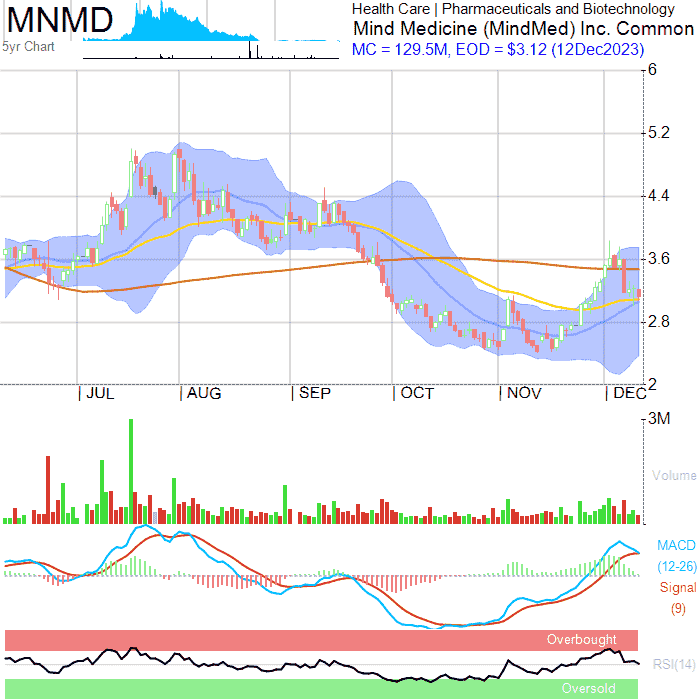 MNMD
5yr Chart
Health Care | Pharmaceuticals and Biotechnology
Mind Medicine (MindMed) Inc. Common
MC = 129.5M, EOD = $3.12 (12Dec2023)
6
5.2
4.4
3.6
2.8
2
| JUL | AUG | SEP | OCT | NOV | DEC
3M
Volume
MACD
(12-26)
Signal
(9)
Overbought
RSI(14)
Oversold